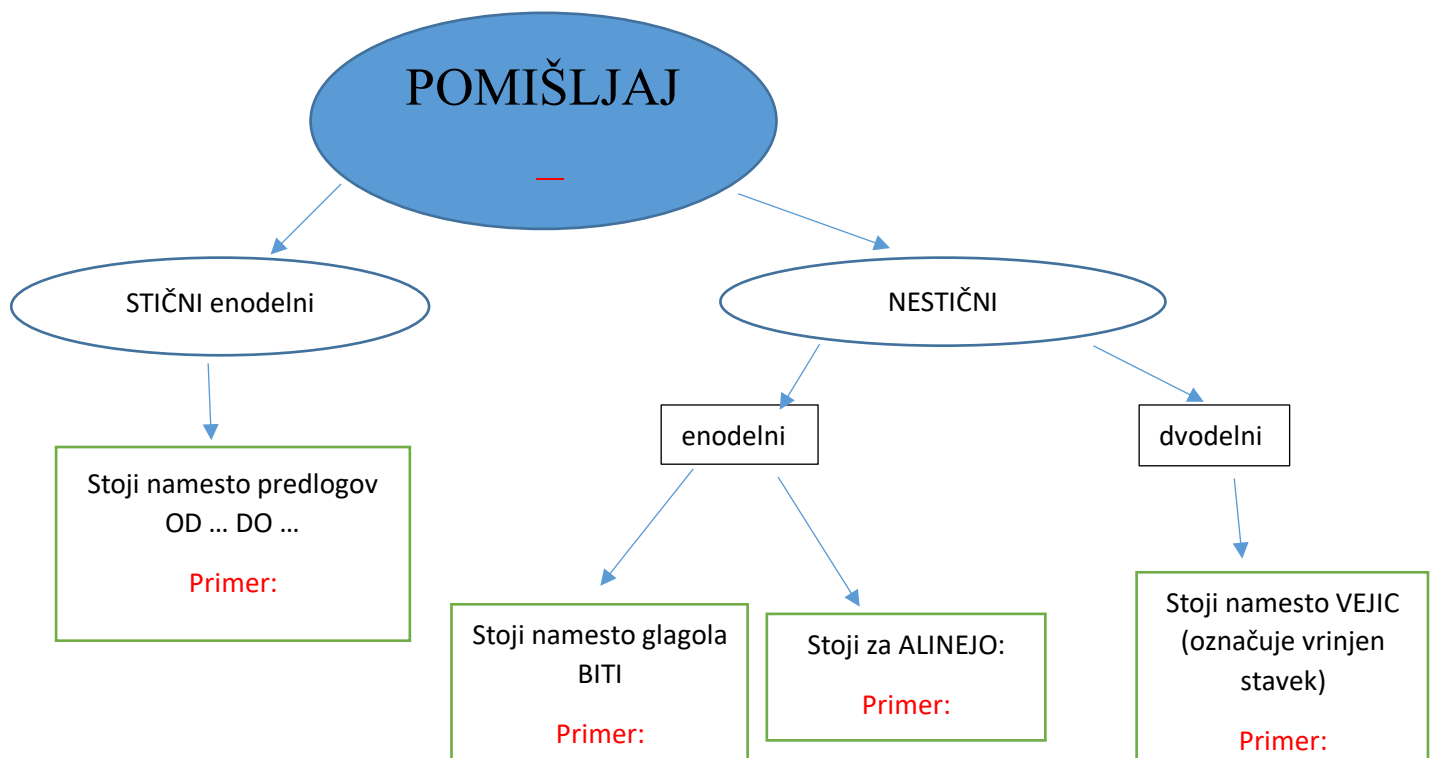 POMIŠLJAJ
—
STIČNI enodelni
NESTIČNI
enodelni
dvodelni
Stoji namesto predlogov
OD … DO …
Primer:
Stoji namesto glagola
BITI
Primer:
Stoji za ALINEJO:
Primer:
Stoji namesto VEJIC
(označuje vrinjen
stavek)
Primer: